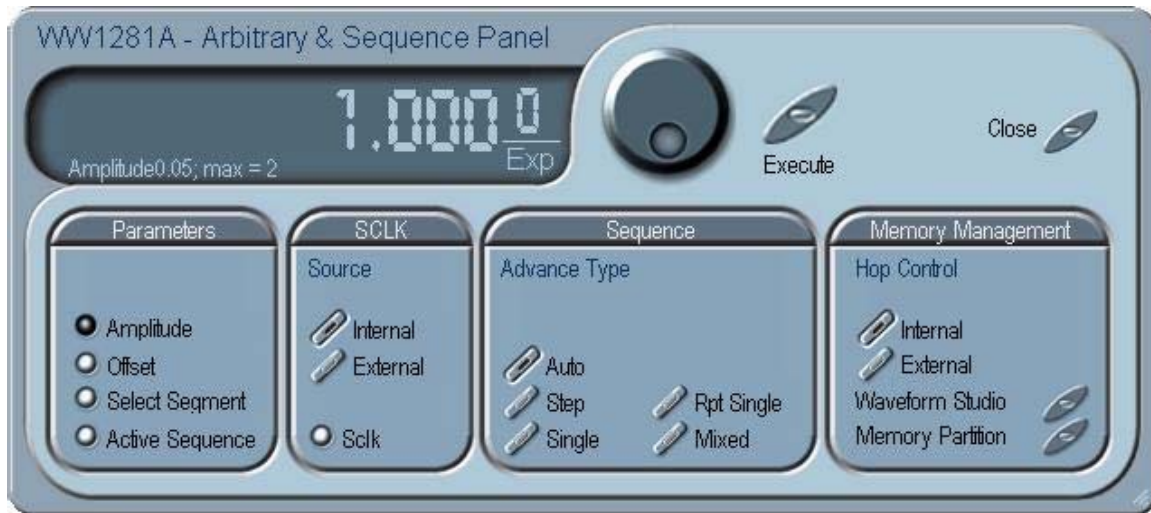 WW1281A - Arbitrary & Sequence Panel
1.000 0
Exp
Amplitude0.05; max = 2
Execute
Close
Parameters
Amplitude
Offset
Select Segment
Active Sequence
SCLK
Source
Internal
External
Sclk
Sequence
Advance Type
Auto
Step
Single
Rpt Single
Mixed
Memory Management
Hop Control
Internal
External
Waveform Studio
Memory Partition